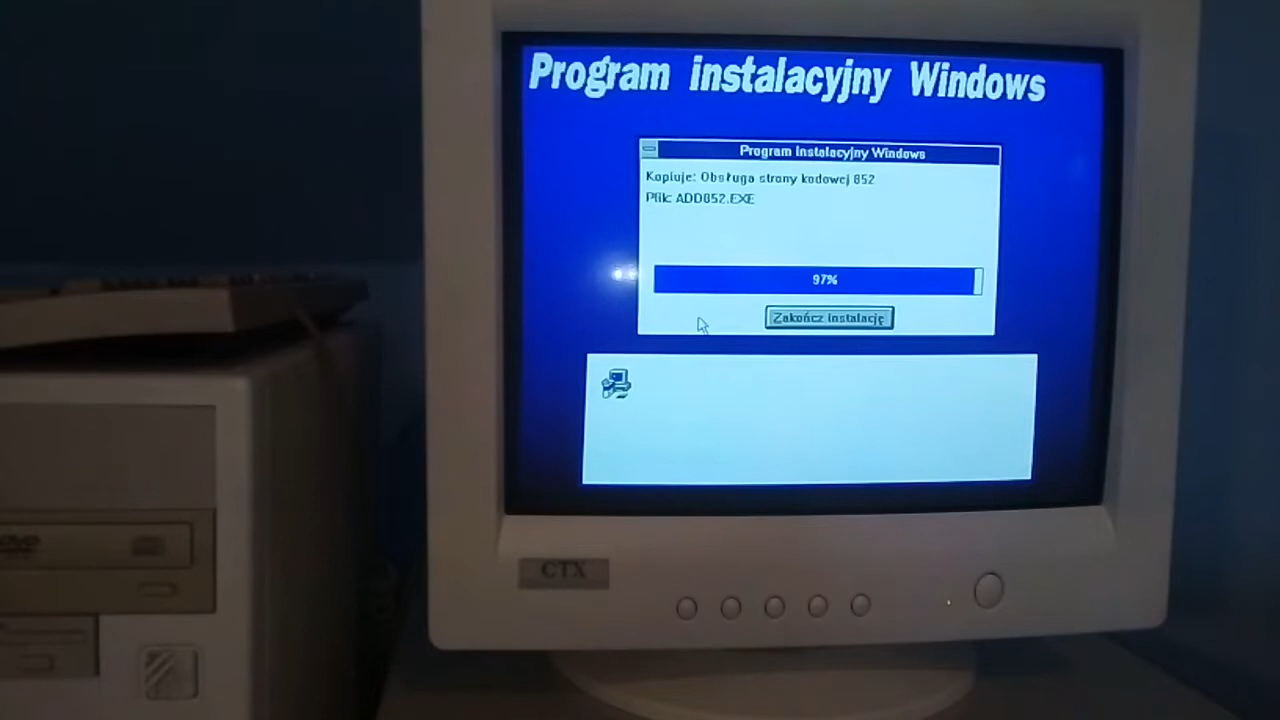 Program instalacyjny Windows
Program Instalacyjny Windows
Kopiuje: Obsługa strony kodowej 852
Plik: ADD852.EXE
97%
Zakończ instalację
CTX